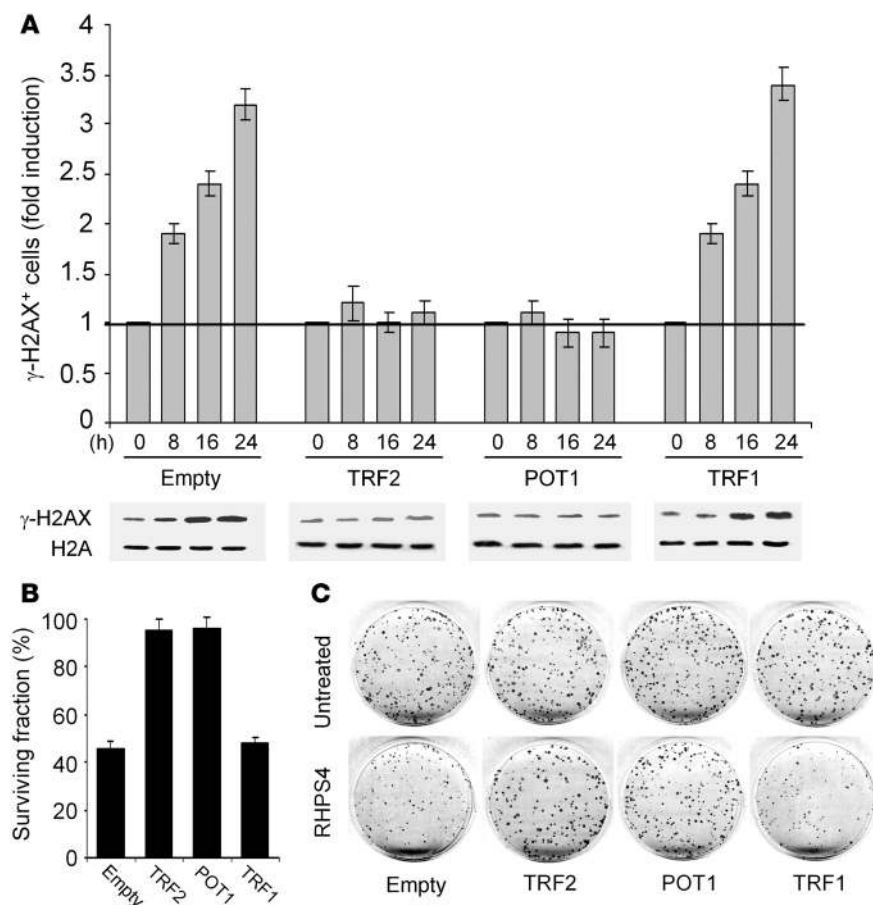 A
γ-H2AX⁺ cells (fold induction)
4
3.5
3
2.5
2
1.5
1
0.5
0
(h) 0 8 16 24 0 8 16 24 0 8 16 24 0 8 16 24
Empty TRF2 POT1 TRF1
γ-H2AX
H2A
B
Surviving fraction (%)
100
80
60
40
20
0
Empty TRF2 POT1 TRF1
C
Untreated
RHPS4
Empty TRF2 POT1 TRF1